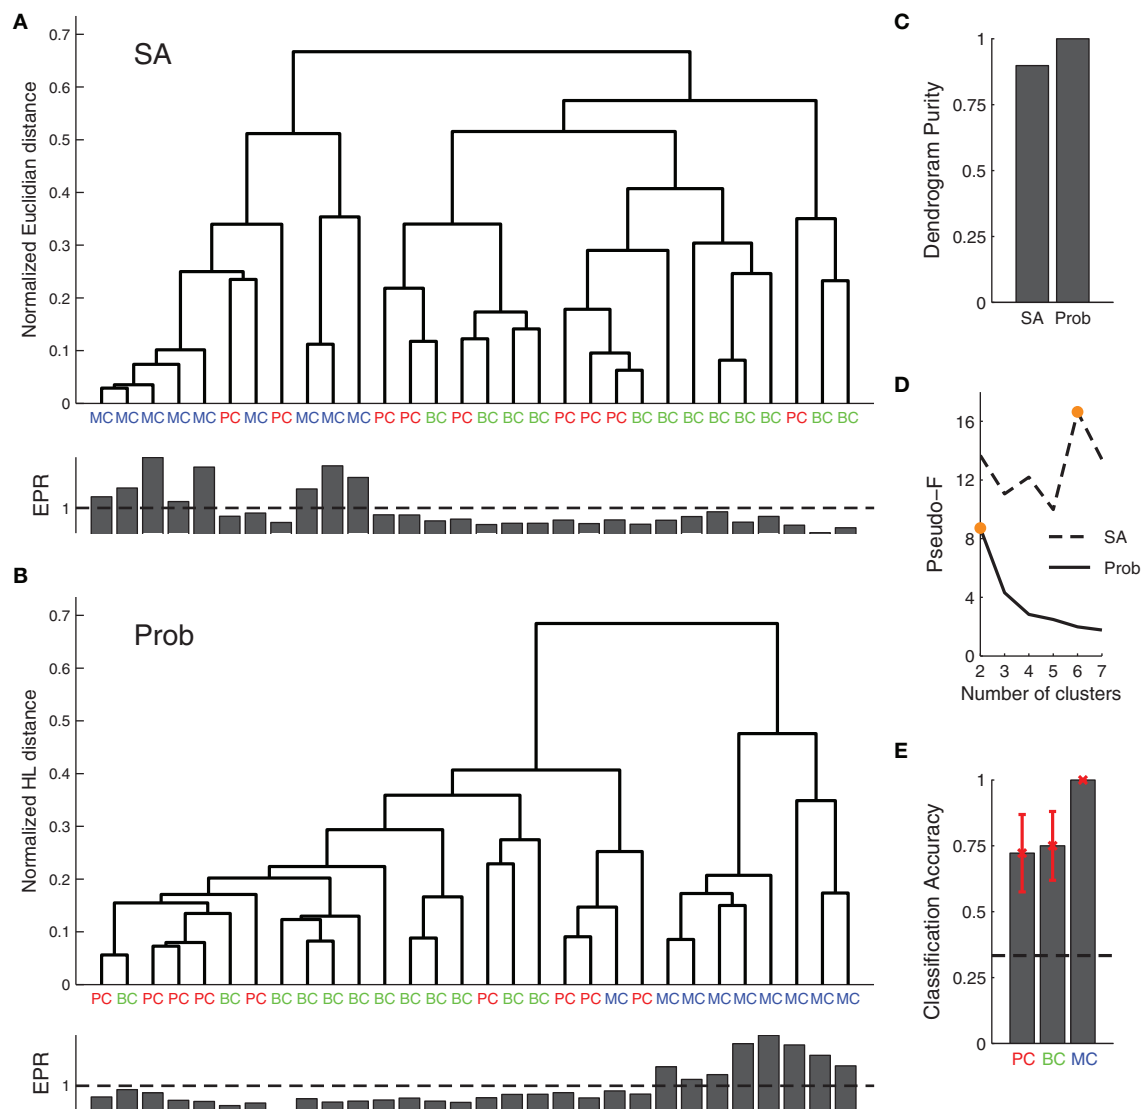 A
SA
Normalized Euclidian distance
0.7
0.6
0.5
0.4
0.3
0.2
0.1
0
MC MC MC MC MC PC MC PC MC MC MC PC PC BC PC BC BC BC PC PC PC BC BC BC BC BC BC PC BC BC
EPR
1
B
Prob
Normalized HL distance
0.7
0.6
0.5
0.4
0.3
0.2
0.1
0
PC BC PC PC PC BC PC BC BC BC BC BC BC BC BC PC BC BC PC PC MC PC MC MC MC MC MC MC MC MC
EPR
1
C
Dendrogram Purity
1
0.75
0.5
0.25
0
SA Prob
D
Pseudo−F
16
12
8
4
0
SA
Prob
2 3 4 5 6 7
Number of clusters
E
Classification Accuracy
1
0.75
0.5
0.25
0
PC BC MC